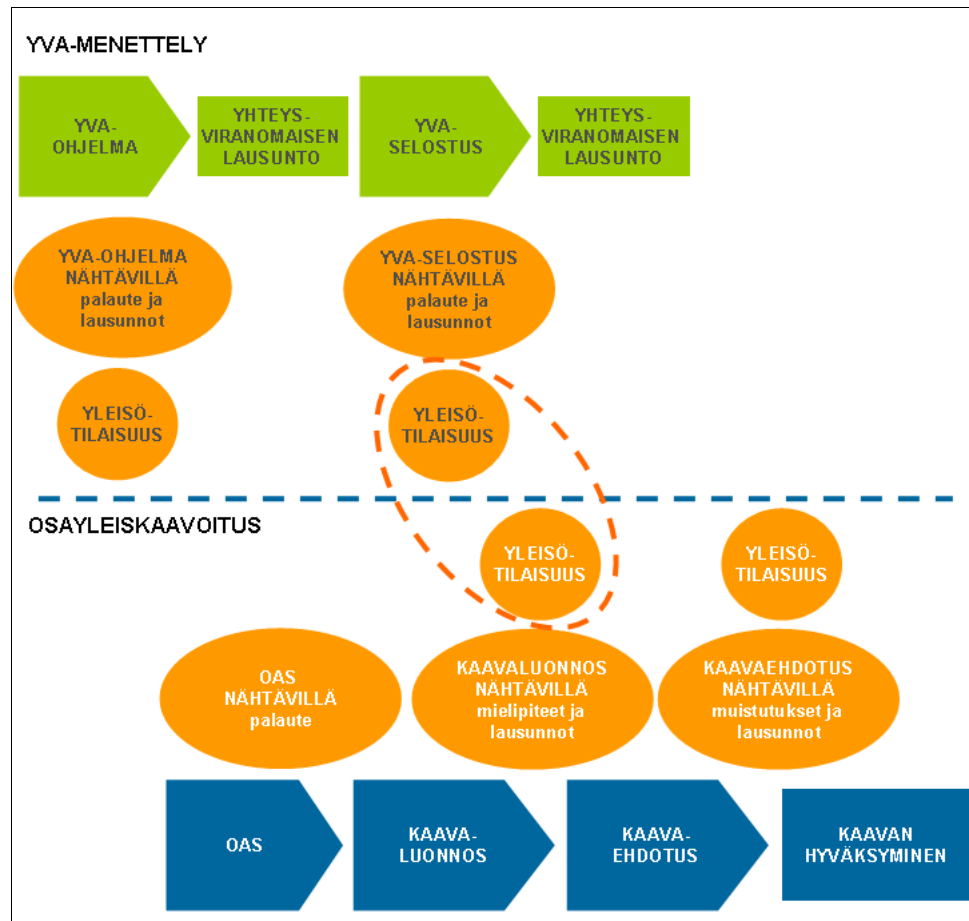 YVA-MENETTELY
YVA-
OHJELMA
YHTEYS-
VIRANOMAISEN
LAUSUNTO
YVA-
SELOSTUS
YHTEYS-
VIRANOMAISEN
LAUSUNTO
YVA-OHJELMA
NÄHTÄVILLÄ
palaute ja
lausunnot
YVA-SELOSTUS
NÄHTÄVILLÄ
palaute ja
lausunnot
YLEISÖ-
TILAISUUS
YLEISÖ-
TILAISUUS
OSAYLEISKAAVOITUS
YLEISÖ-
TILAISUUS
YLEISÖ-
TILAISUUS
OAS
NÄHTÄVILLÄ
palaute
KAAVALUONNOS
NÄHTÄVILLÄ
mielipiteet ja
lausunnot
KAAVAEHDOTUS
NÄHTÄVILLÄ
muistutukset ja
lausunnot
OAS
KAAVA-
LUONNOS
KAAVA-
EHDOTUS
KAAVAN
HYVÄKSYMINEN